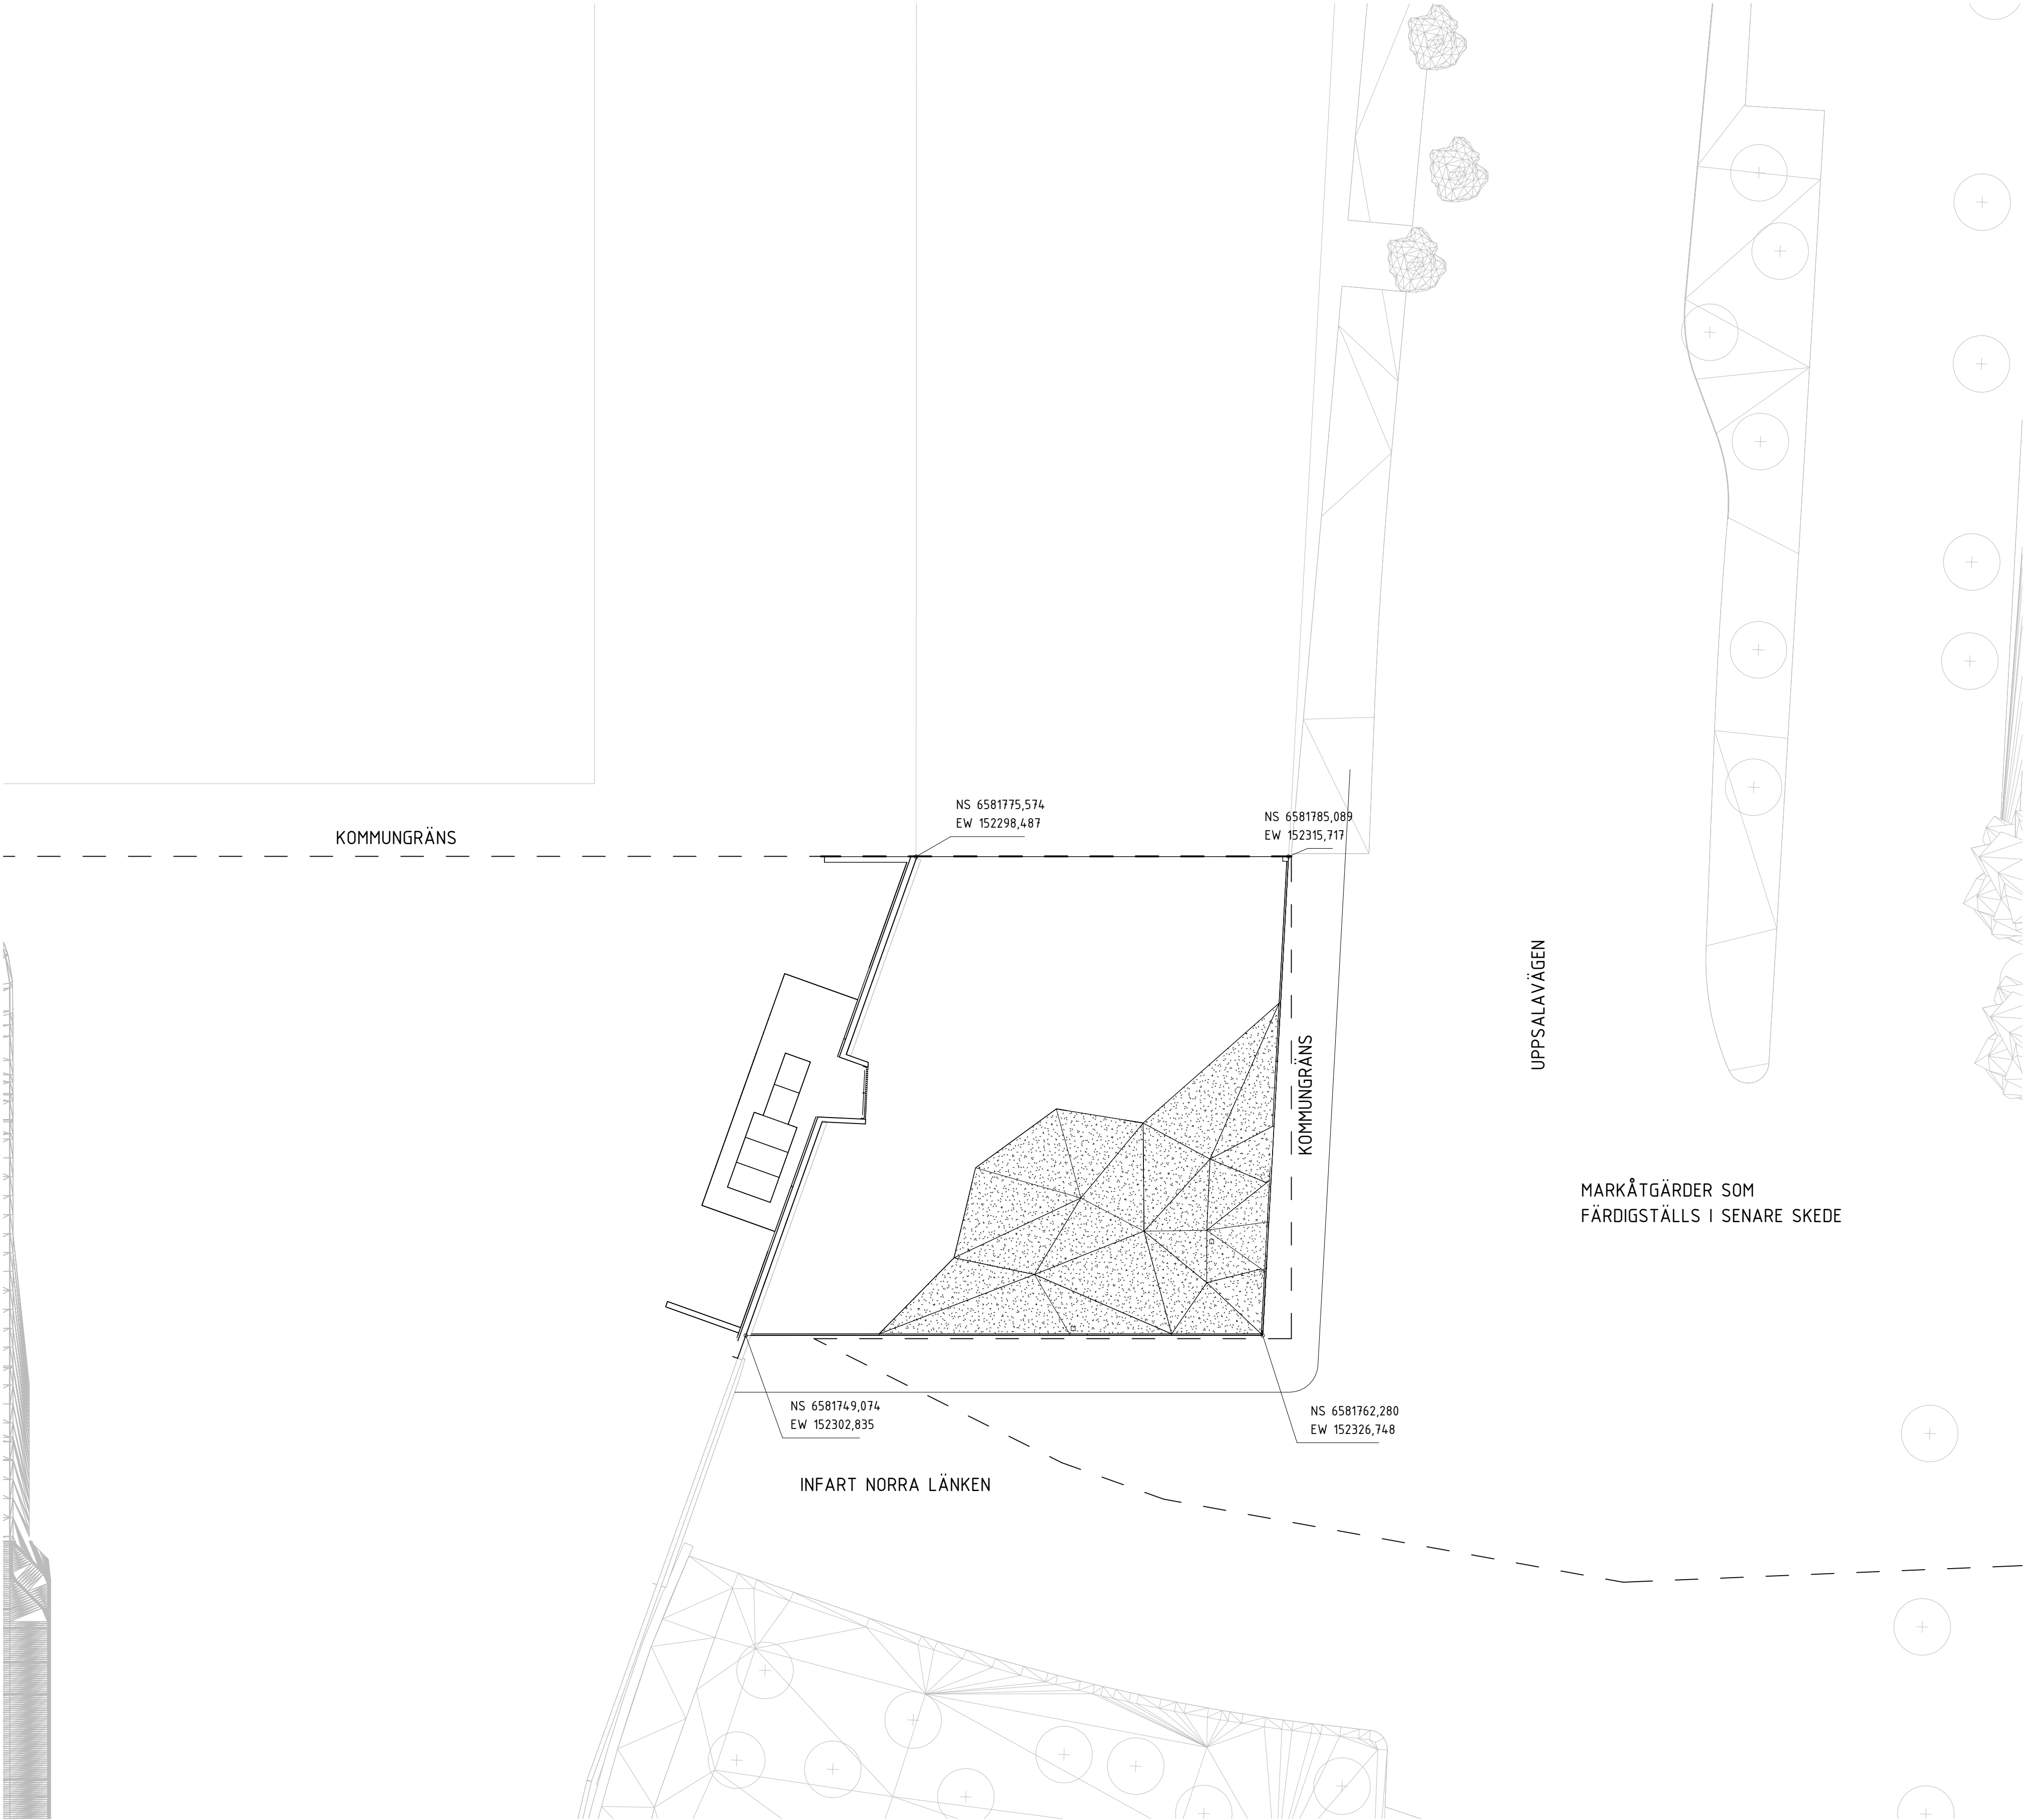 NS 6581775,574
EW 152298,487
NS 6581785,089
EW 152315,717
KOMMUNGRÄNS
UPPSALAVÄGEN
KOMMUNGRÄNS
MARKÅTGÄRDER SOM
FÄRDIGSTÄLLS I SENARE SKEDE
NS 6581749,074
EW 152302,835
NS 6581762,280
EW 152326,748
INFART NORRA LÄNKEN